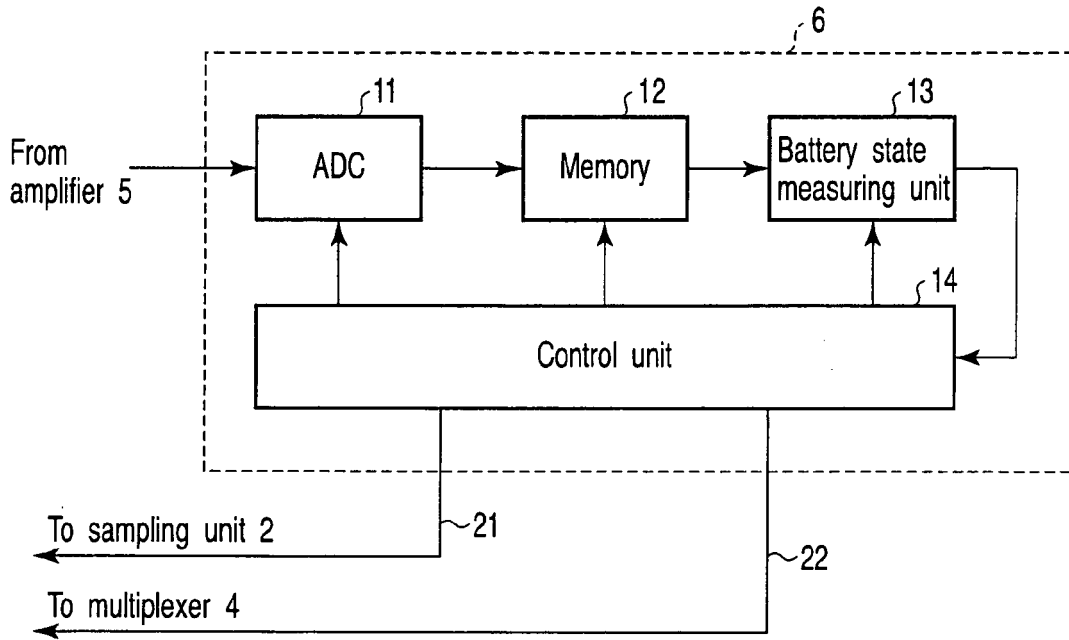 6
11
12
13
From
amplifier 5
ADC
Memory
Battery state
measuring unit
14
Control unit
To sampling unit 2
21
To multiplexer 4
22